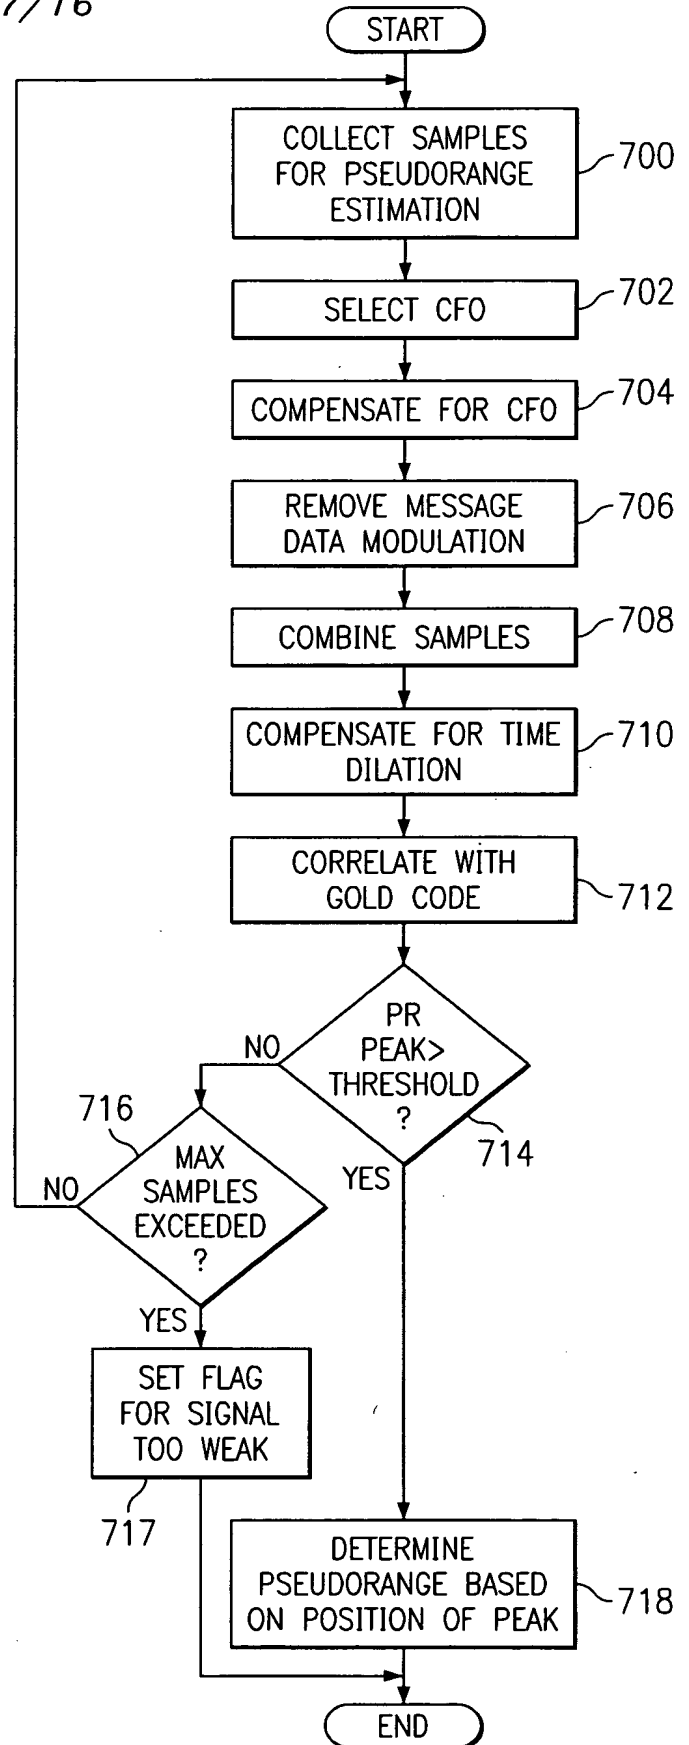 7/16
START
COLLECT SAMPLES
FOR PSEUDORANGE
ESTIMATION
700
SELECT CFO
702
COMPENSATE FOR CFO
704
REMOVE MESSAGE
DATA MODULATION
706
COMBINE SAMPLES
708
COMPENSATE FOR TIME
DILATION
710
CORRELATE WITH
GOLD CODE
712
PR
PEAK>
THRESHOLD
?
714
NO
YES
716
MAX
SAMPLES
EXCEEDED
?
NO
YES
SET FLAG
FOR SIGNAL
TOO WEAK
717
DETERMINE
PSEUDORANGE BASED
ON POSITION OF PEAK
718
END